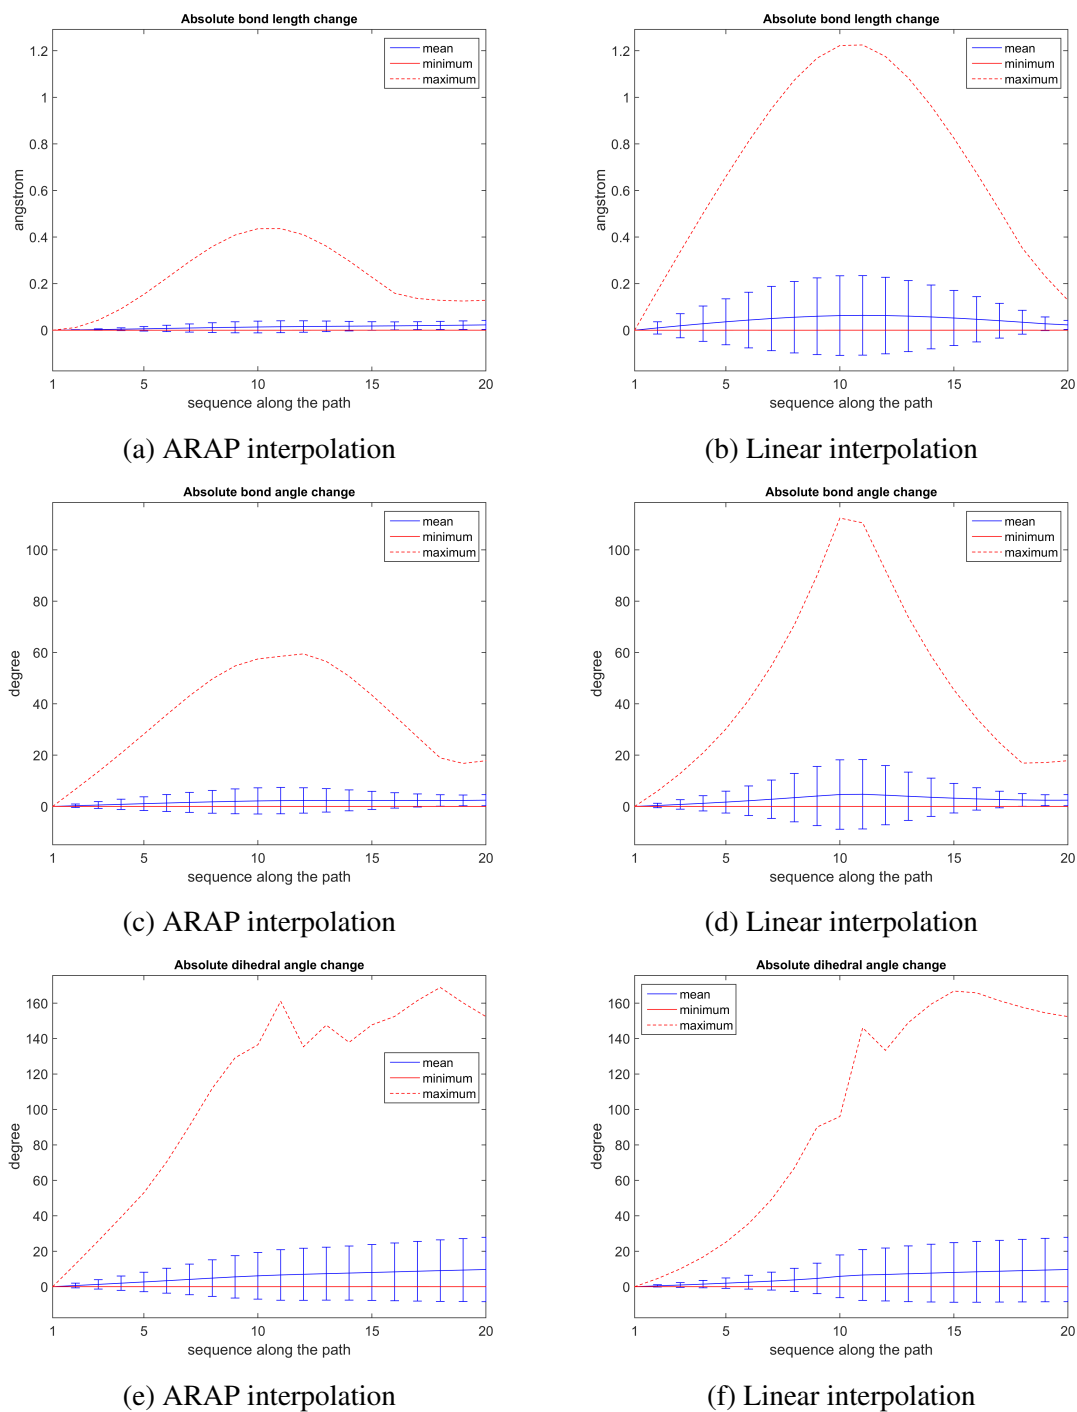 Absolute bond length change
mean
minimum
maximum
1.2
1
0.8
0.6
0.4
0.2
0
angstrom
1 5 10 15 20
sequence along the path
(a) ARAP interpolation
Absolute bond length change
mean
minimum
maximum
1.2
1
0.8
0.6
0.4
0.2
0
angstrom
1 5 10 15 20
sequence along the path
(b) Linear interpolation
Absolute bond angle change
mean
minimum
maximum
100
80
60
40
20
0
degree
1 5 10 15 20
sequence along the path
(c) ARAP interpolation
Absolute bond angle change
mean
minimum
maximum
100
80
60
40
20
0
degree
1 5 10 15 20
sequence along the path
(d) Linear interpolation
Absolute dihedral angle change
mean
minimum
maximum
160
140
120
100
80
60
40
20
0
degree
1 5 10 15 20
sequence along the path
(e) ARAP interpolation
Absolute dihedral angle change
mean
minimum
maximum
160
140
120
100
80
60
40
20
0
degree
1 5 10 15 20
sequence along the path
(f) Linear interpolation